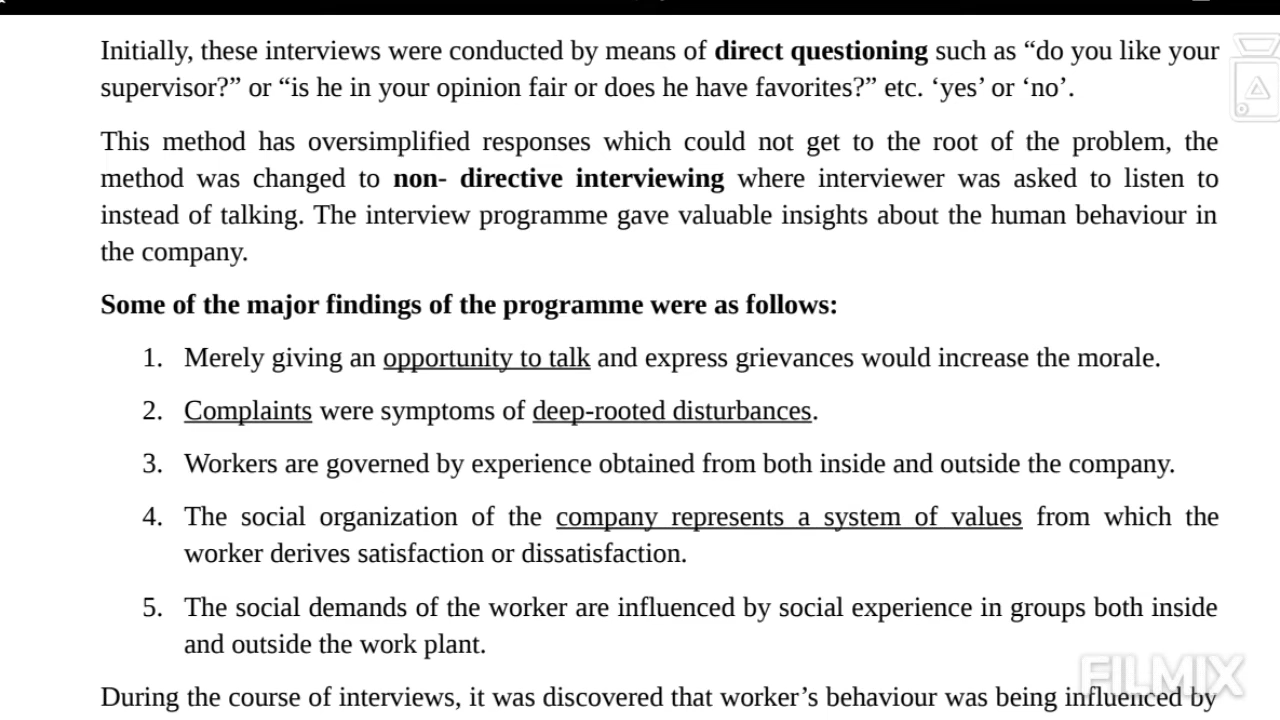 Initially, these interviews were conducted by means of direct questioning such as “do you like your
supervisor?” or “is he in your opinion fair or does he have favorites?” etc. ‘yes’ or ‘no’.
This method has oversimplified responses which could not get to the root of the problem, the
method was changed to non- directive interviewing where interviewer was asked to listen to
instead of talking. The interview programme gave valuable insights about the human behaviour in
the company.
Some of the major findings of the programme were as follows:
1. Merely giving an opportunity to talk and express grievances would increase the morale.
2. Complaints were symptoms of deep-rooted disturbances.
3. Workers are governed by experience obtained from both inside and outside the company.
4. The social organization of the company represents a system of values from which the
worker derives satisfaction or dissatisfaction.
5. The social demands of the worker are influenced by social experience in groups both inside
and outside the work plant.
During the course of interviews, it was discovered that worker’s behaviour was being influenced by
FILMIX